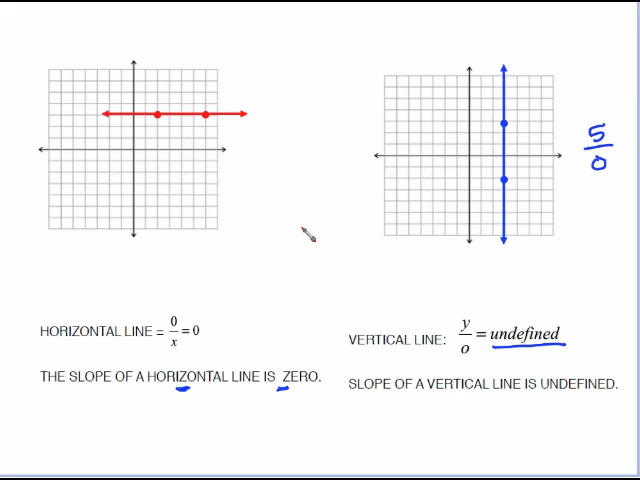 5
0
HORIZONTAL LINE = 0/x = 0
THE SLOPE OF A HORIZONTAL LINE IS ZERO.
VERTICAL LINE: y/o = undefined
SLOPE OF A VERTICAL LINE IS UNDEFINED.